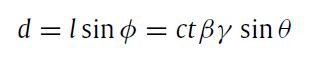 d = l sin ϕ = ctβγ sin θ